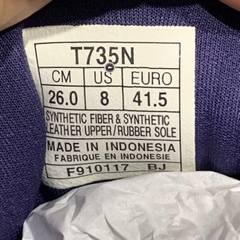 T735N
CM US EURO
26.0 8 41.5
SYNTHETIC FIBER & SYNTHETIC
LEATHER UPPER/RUBBER SOLE
MADE IN INDONESIA
FABRIQUE EN INDONESIE
F910117 BJ